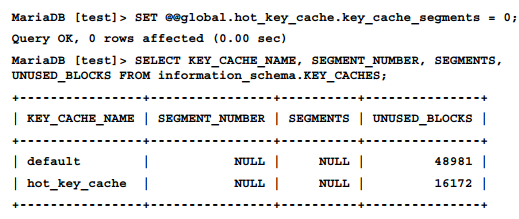 MariaDB [test]> SET @@global.hot_key_cache.key_cache_segments = 0;
Query OK, 0 rows affected (0.00 sec)
MariaDB [test]> SELECT KEY_CACHE_NAME, SEGMENT_NUMBER, SEGMENTS,
UNUSED_BLOCKS FROM information_schema.KEY_CACHES;
+----------------+----------------+----------+---------------+
| KEY_CACHE_NAME | SEGMENT_NUMBER | SEGMENTS | UNUSED_BLOCKS |
+----------------+----------------+----------+---------------+
| default        |           NULL |     NULL |         48981 |
| hot_key_cache  |           NULL |     NULL |         16172 |
+----------------+----------------+----------+---------------+